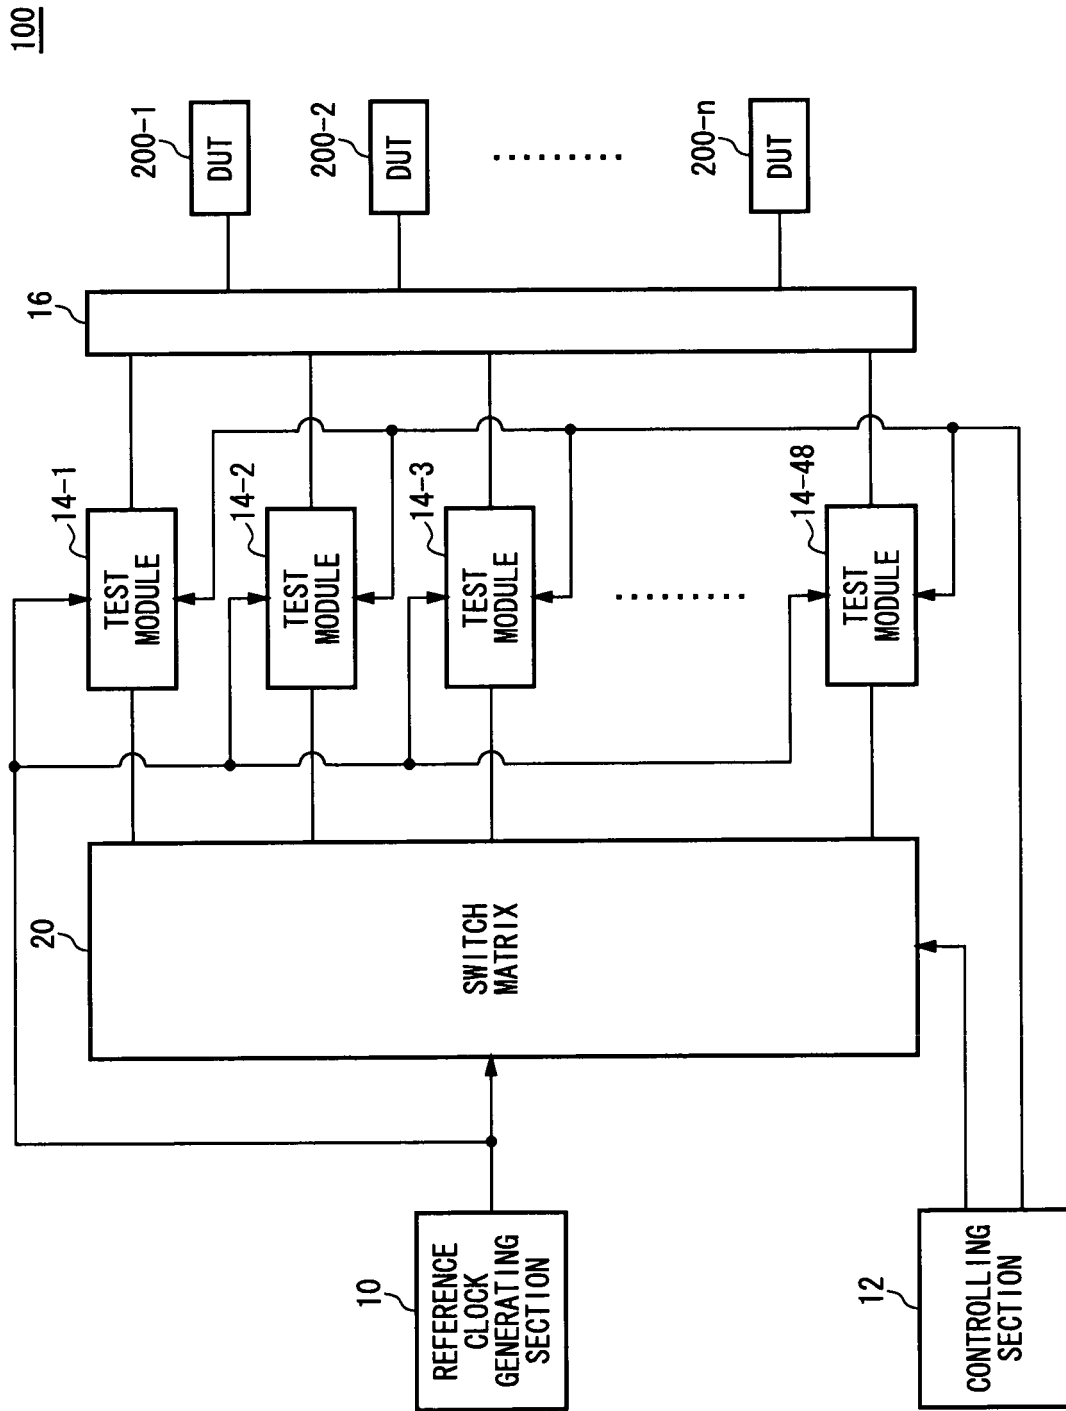 100
10
REFERENCE
CLOCK
GENERATING
SECTION
12
CONTROLLING
SECTION
20
SWITCH
MATRIX
14-1
TEST
MODULE
14-2
TEST
MODULE
14-3
TEST
MODULE
14-48
TEST
MODULE
16
200-1
DUT
200-2
DUT
200-n
DUT